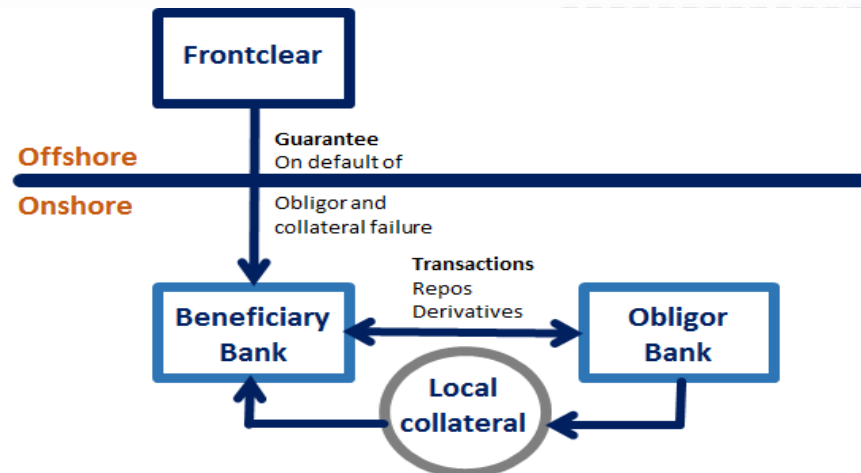 Frontclear
Guarantee
On default of
Offshore
Onshore
Obligor and
collateral failure
Transactions
Repos
Derivatives
Beneficiary
Bank
Obligor
Bank
Local
collateral